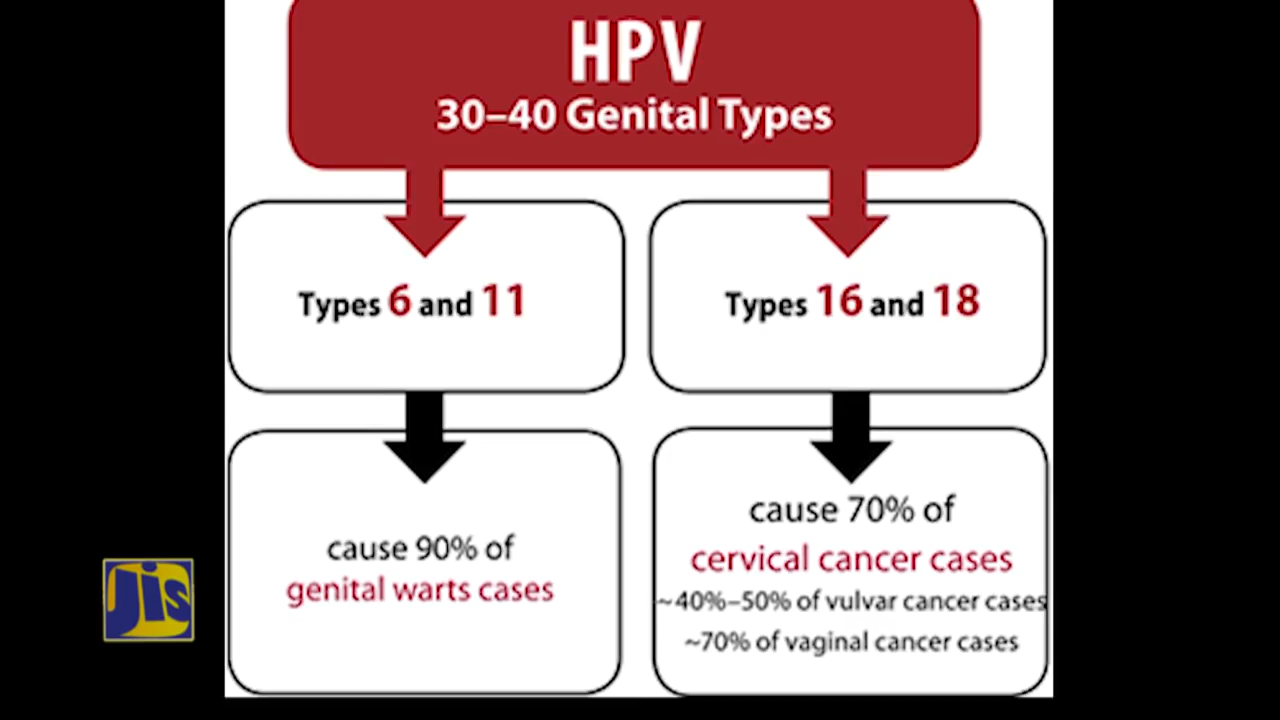 HPV
30–40 Genital Types
Types 6 and 11
Types 16 and 18
cause 90% of
genital warts cases
cause 70% of
cervical cancer cases
~40%–50% of vulvar cancer cases
~70% of vaginal cancer cases
JIS